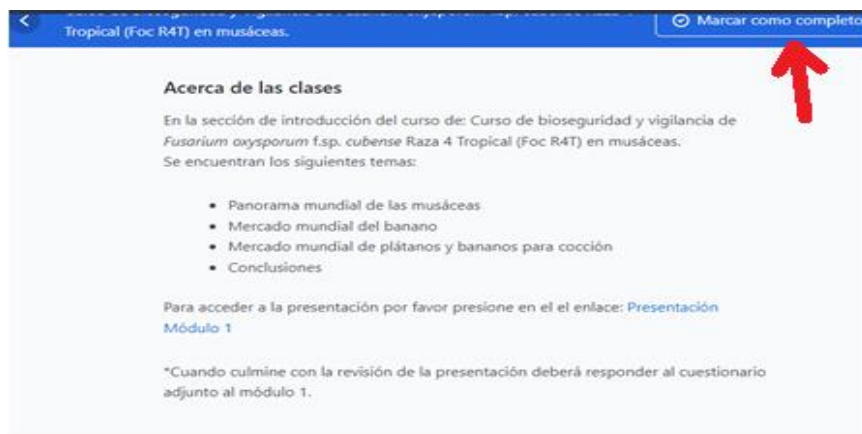 Tropical (Foc R4T) en musáceas.
Marcar como completo
Acerca de las clases
En la sección de introducción del curso de: Curso de bioseguridad y vigilancia de
Fusarium oxysporum f.sp. cubense Raza 4 Tropical (Foc R4T) en musáceas.
Se encuentran los siguientes temas:
• Panorama mundial de las musáceas
• Mercado mundial del banano
• Mercado mundial de plátanos y bananos para cocción
• Conclusiones
Para acceder a la presentación por favor presione en el el enlace: Presentación
Módulo 1
*Cuando culmine con la revisión de la presentación deberá responder al cuestionario
adjunto al módulo 1.